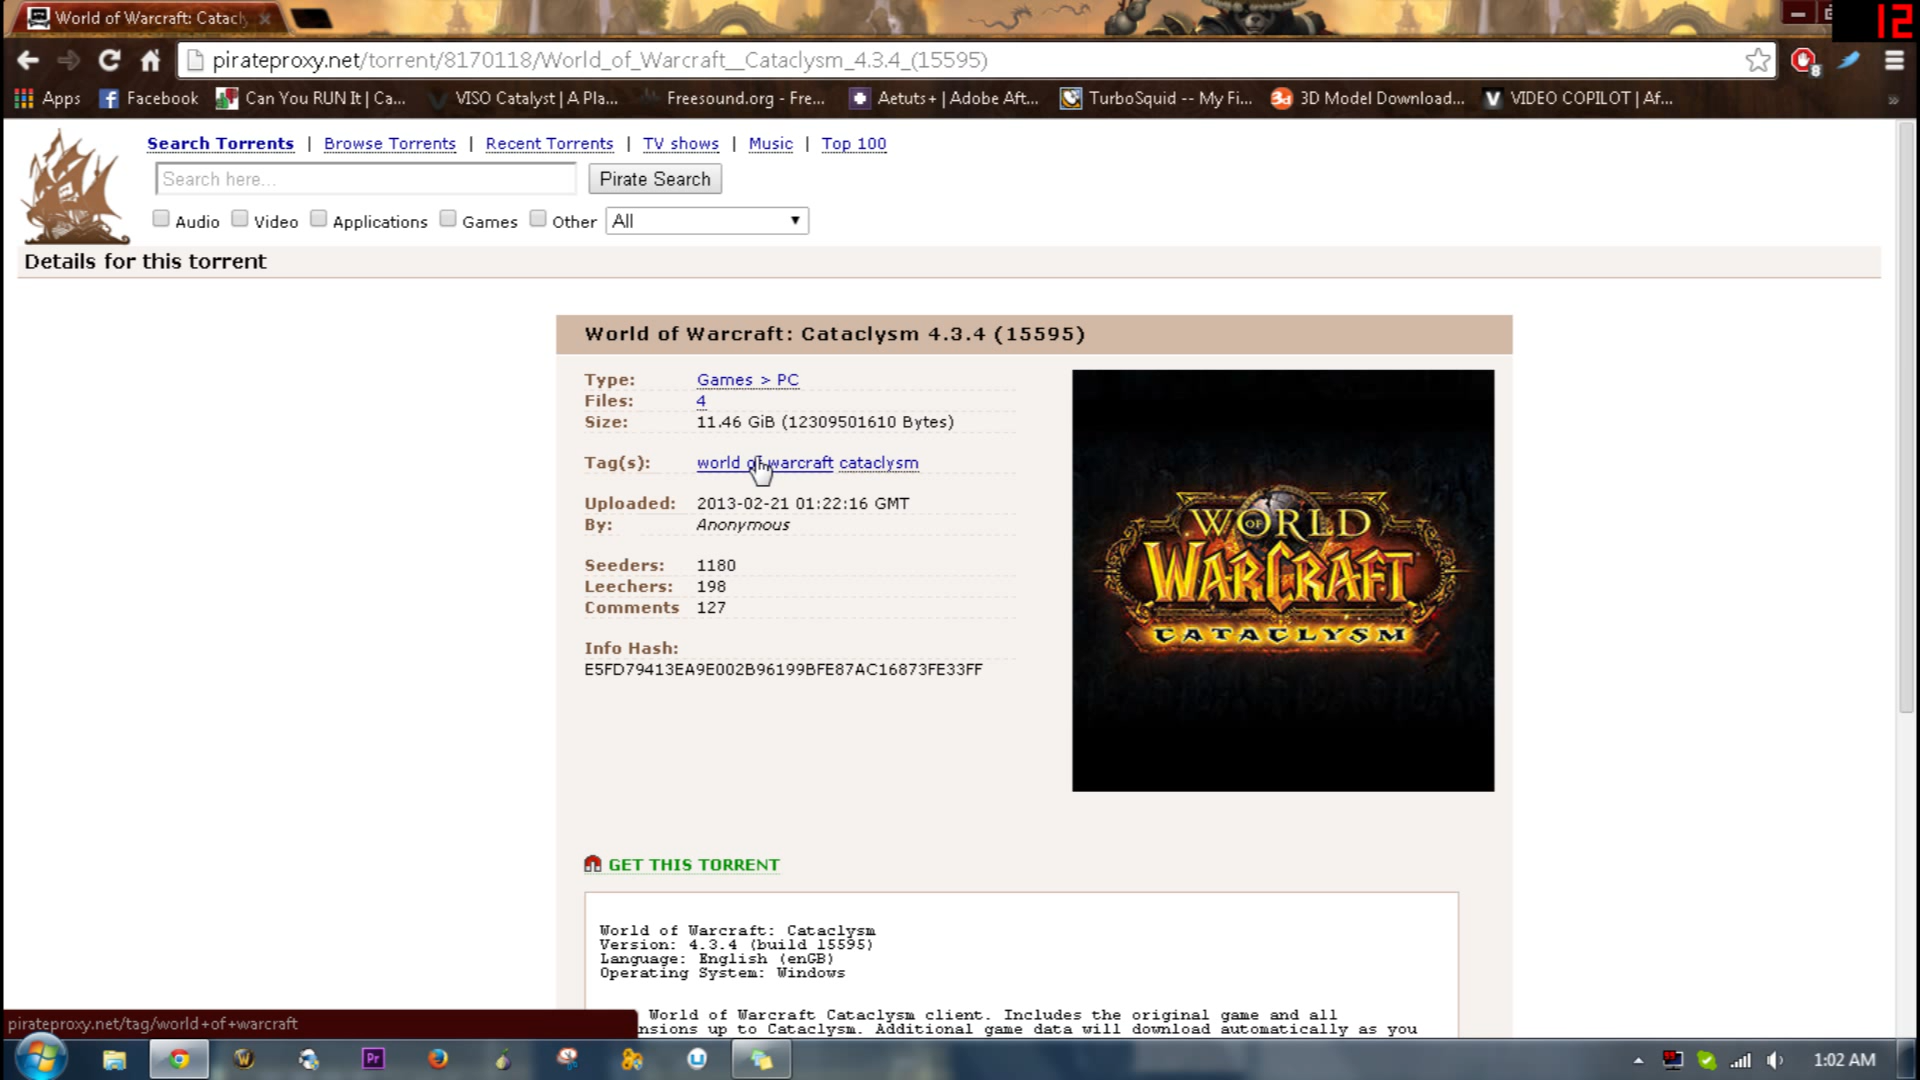 World of Warcraft: Catacly
12
pirateproxy.net/torrent/8170118/World_of_Warcraft__Cataclysm_4.3.4_(15595)
8
Apps Facebook Can You RUN It | Ca... VISO Catalyst | A Pla... Freesound.org - Fre... Aetuts+ | Adobe Aft... TurboSquid -- My Fi... 3D Model Download... VIDEO COPILOT | Af... »
Search Torrents | Browse Torrents | Recent Torrents | TV shows | Music | Top 100
Search here... Pirate Search
Audio Video Applications Games Other All
Details for this torrent
World of Warcraft: Cataclysm 4.3.4 (15595)
Type: Games > PC
Files: 4
Size: 11.46 GiB (12309501610 Bytes)
Tag(s): world of warcraft cataclysm
Uploaded: 2013-02-21 01:22:16 GMT
By: Anonymous
Seeders: 1180
Leechers: 198
Comments 127
Info Hash:
E5FD79413EA9E002B96199BFE87AC16873FE33FF
WORLD
OF
WARCRAFT
CATACLYSM
GET THIS TORRENT
World of Warcraft: Cataclysm
Version: 4.3.4 (build 15595)
Language: English (enGB)
Operating System: Windows
World of Warcraft Cataclysm client. Includes the original game and all
nsions up to Cataclysm. Additional game data will download automatically as you
pirateproxy.net/tag/world+of+warcraft
Pr
1:02 AM